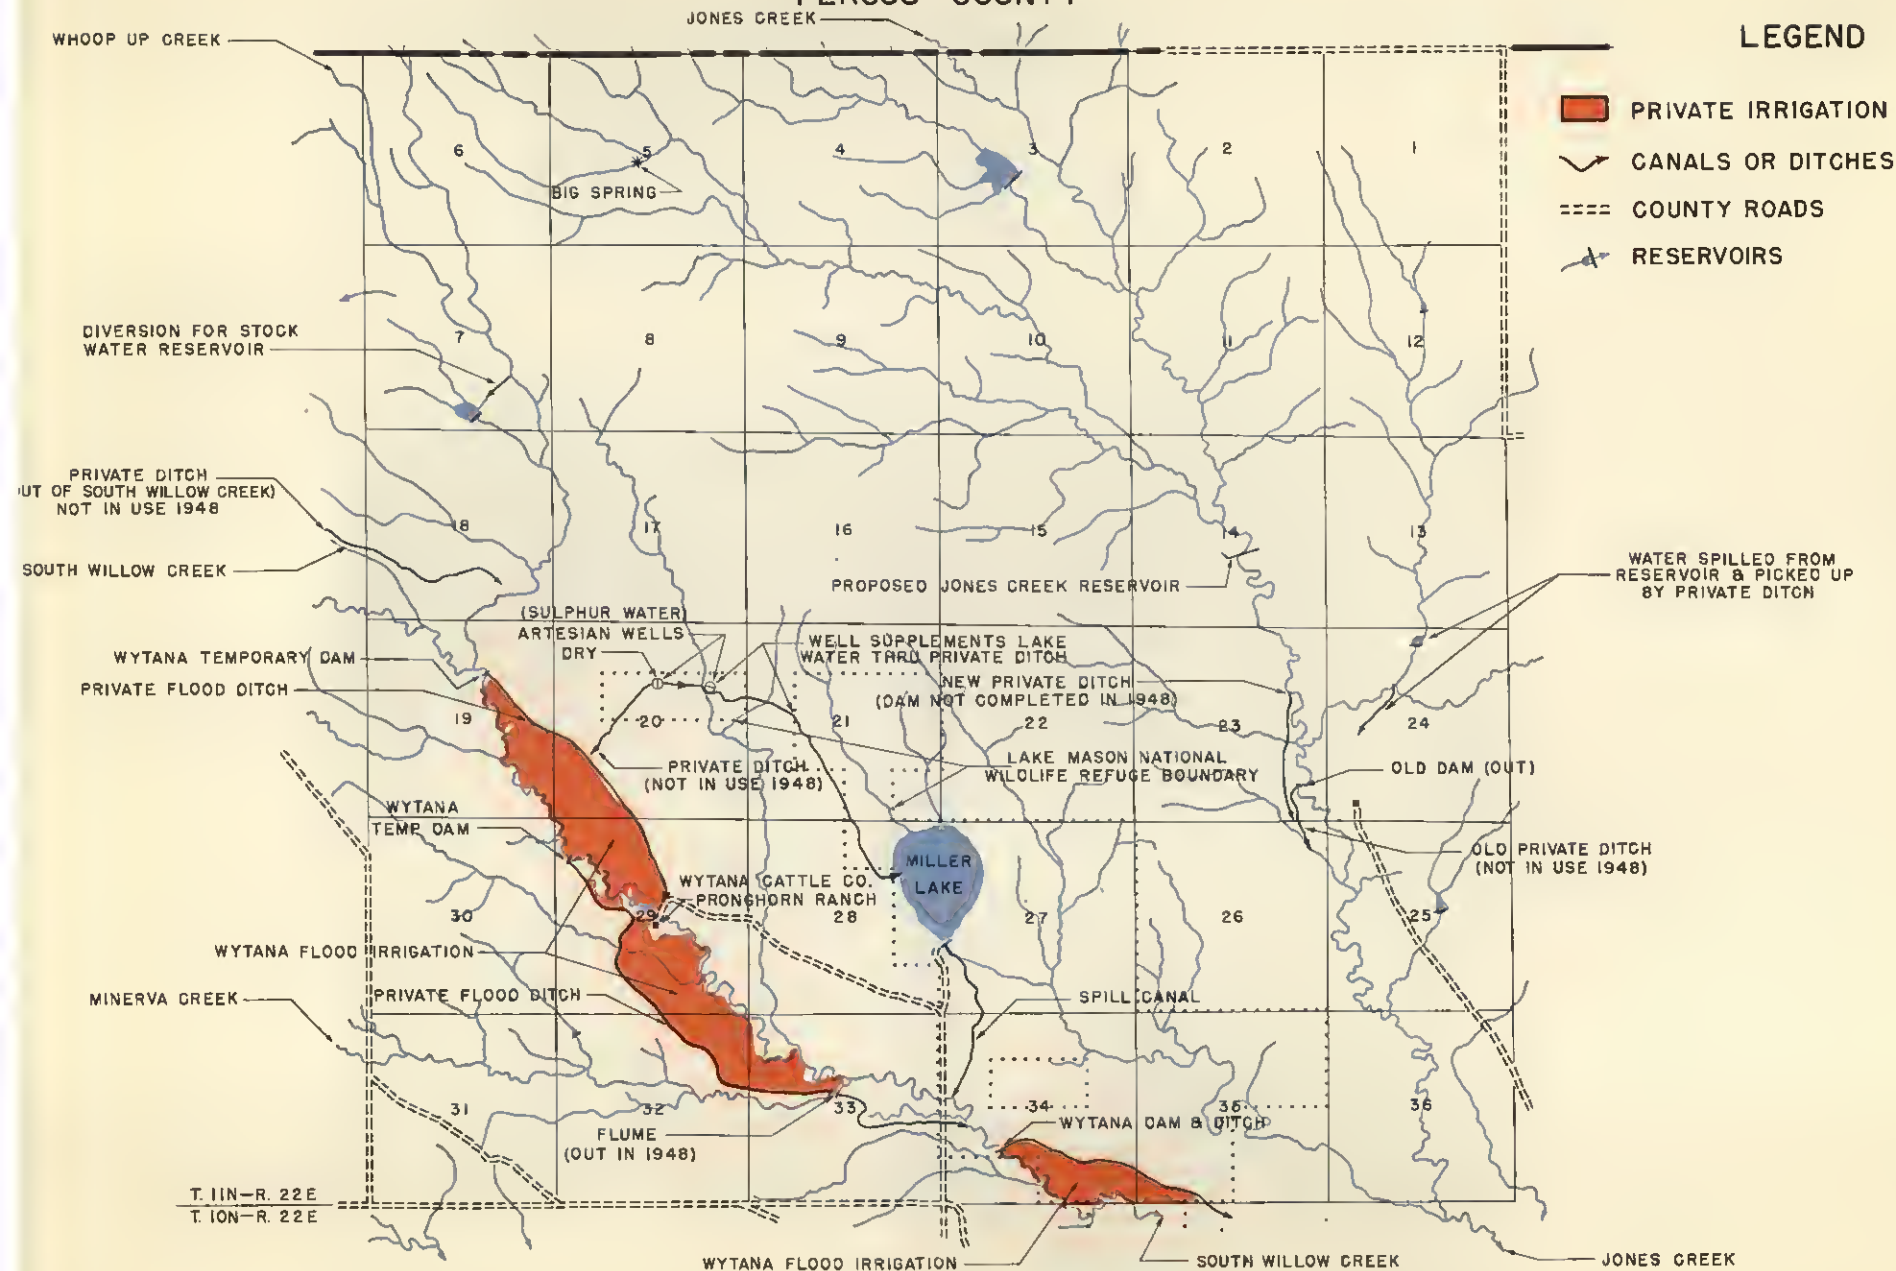 FERGUS COUNTY
JONES CREEK
WHOOP UP CREEK
LEGEND
PRIVATE IRRIGATION
CANALS OR DITCHES
COUNTY ROADS
RESERVOIRS
6
5
4
3
2
1
BIG SPRING
DIVERSION FOR STOCK
WATER RESERVOIR
7
8
9
10
11
12
PRIVATE DITCH
OUT OF SOUTH WILLOW CREEK)
NOT IN USE 1948
18
17
16
15
14
13
SOUTH WILLOW CREEK
PROPOSED JONES CREEK RESERVOIR
WATER SPILLED FROM
RESERVOIR & PICKED UP
BY PRIVATE DITCH
(SULPHUR WATER)
ARTESIAN WELLS
DRY
WELL SUPPLEMENTS LAKE
WATER THRU PRIVATE DITCH
WYTANA TEMPORARY DAM
PRIVATE FLOOD DITCH
NEW PRIVATE DITCH
(DAM NOT COMPLETED IN 1948)
19
20
21
22
23
24
PRIVATE DITCH
(NOT IN USE 1948)
LAKE MASON NATIONAL
WILDLIFE REFUGE BOUNDARY
OLD DAM (OUT)
WYTANA
TEMP. DAM
MILLER
LAKE
OLD PRIVATE DITCH
(NOT IN USE 1948)
WYTANA CATTLE CO.
PRONGHORN RANCH
30
29
28
27
26
25
WYTANA FLOOD IRRIGATION
MINERVA CREEK
PRIVATE FLOOD DITCH
SPILL CANAL
31
32
33
34
35
36
FLUME
(OUT IN 1948)
WYTANA DAM & DITCH
T. 11N-R. 22E
T. 10N-R. 22E
WYTANA FLOOD IRRIGATION
SOUTH WILLOW CREEK
JONES CREEK